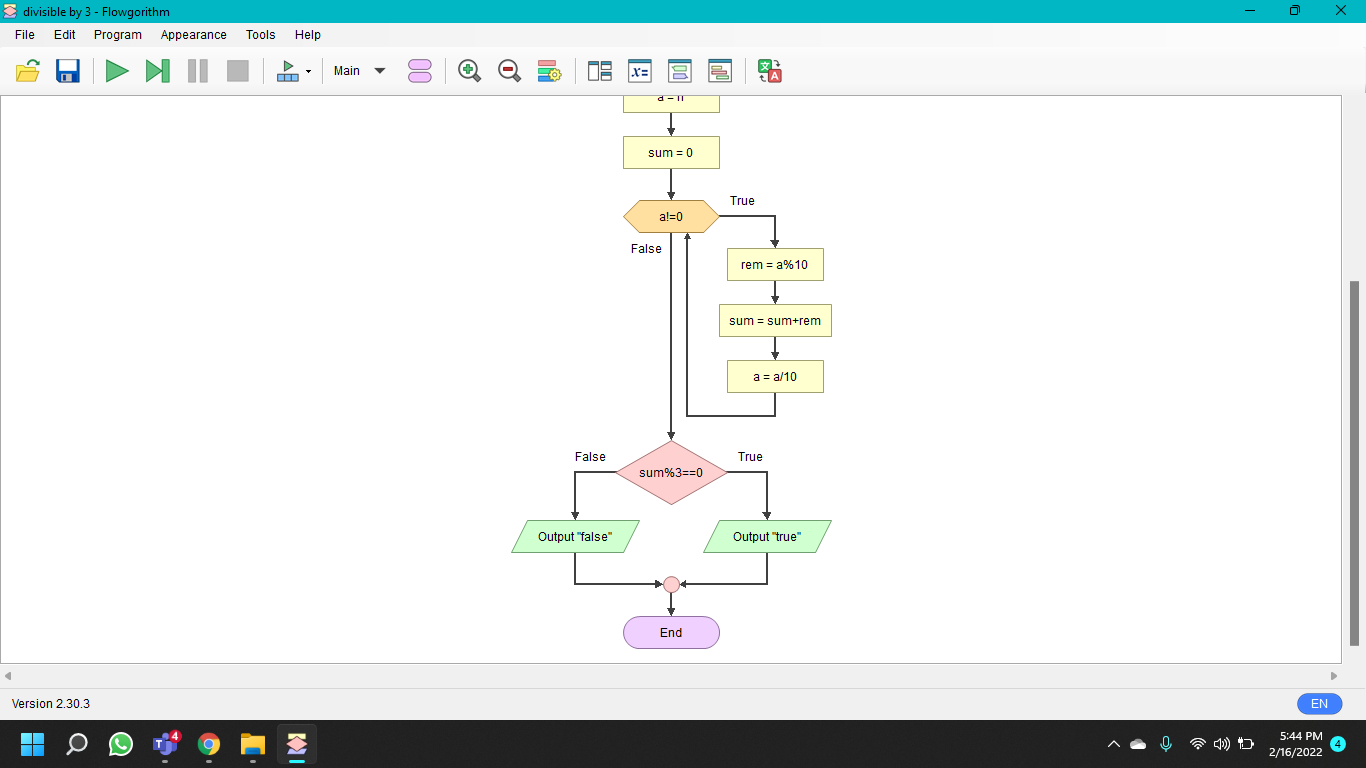 divisible by 3 - Flowgorithm
File Edit Program Appearance Tools Help
Main
a = n
sum = 0
True
a!=0
False
rem = a%10
sum = sum+rem
a = a/10
False True
sum%3==0
Output "false" Output "true"
End
Version 2.30.3
EN
4
5:44 PM
2/16/2022
4